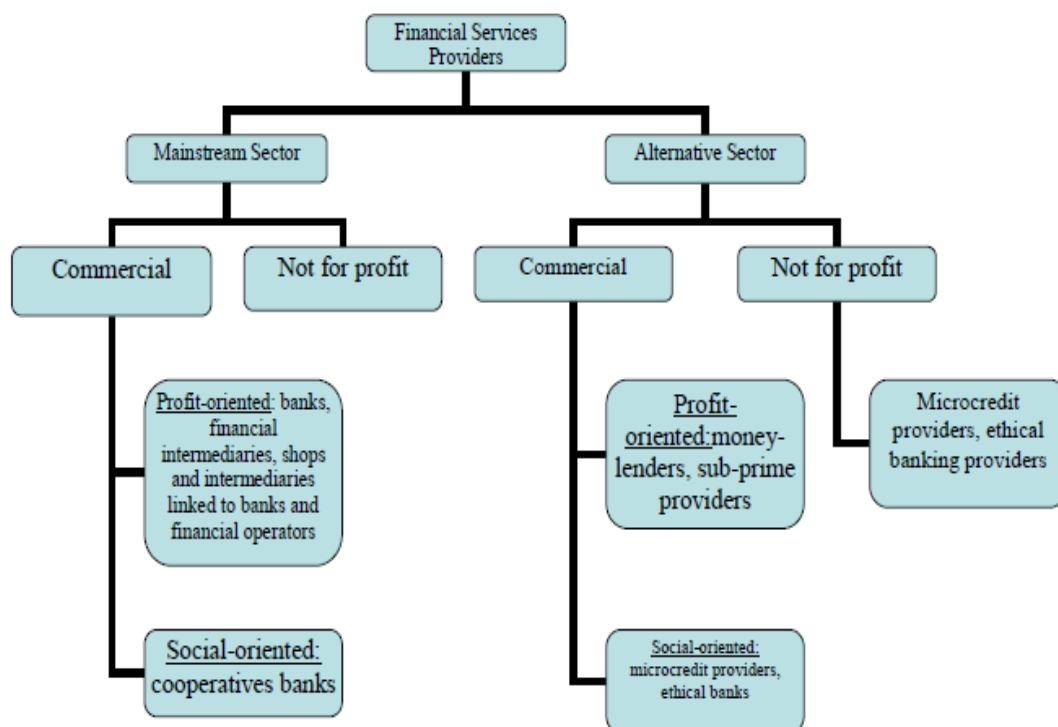 Financial Services
Providers
Mainstream Sector
Alternative Sector
Commercial
Not for profit
Commercial
Not for profit
Profit-oriented: banks,
financial
intermediaries, shops
and intermediaries
linked to banks and
financial operators
Profit-
oriented:money-
lenders, sub-prime
providers
Microcredit
providers, ethical
banking providers
Social-oriented:
cooperatives banks
Social-oriented:
microcredit providers,
ethical banks